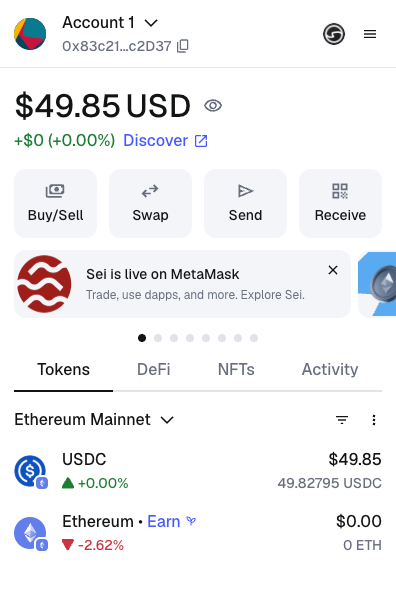 Account 1
0x83c21...c2D37
$49.85 USD
+$0 (+0.00%) Discover
Buy/Sell
Swap
Send
Receive
Sei is live on MetaMask
Trade, use dapps, and more. Explore Sei.
Tokens DeFi NFTs Activity
Ethereum Mainnet
USDC $49.85
+0.00% 49.82795 USDC
Ethereum • Earn $0.00
-2.62% 0 ETH